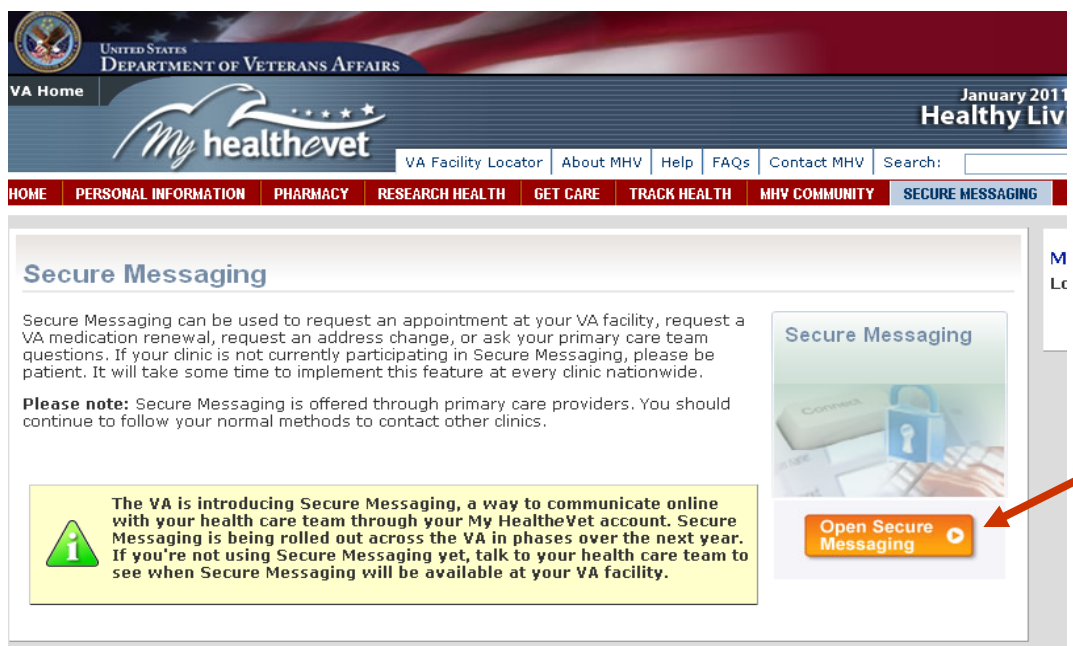 UNITED STATES
DEPARTMENT OF VETERANS AFFAIRS
VA Home
My healthevet
January 2011
Healthy Liv
VA Facility Locator About MHV Help FAQs Contact MHV Search:
HOME PERSONAL INFORMATION PHARMACY RESEARCH HEALTH GET CARE TRACK HEALTH MHV COMMUNITY SECURE MESSAGING
Secure Messaging
Secure Messaging can be used to request an appointment at your VA facility, request a
VA medication renewal, request an address change, or ask your primary care team
questions. If your clinic is not currently participating in Secure Messaging, please be
patient. It will take some time to implement this feature at every clinic nationwide.
Please note: Secure Messaging is offered through primary care providers. You should
continue to follow your normal methods to contact other clinics.
The VA is introducing Secure Messaging, a way to communicate online
with your health care team through your My HealtheVet account. Secure
Messaging is being rolled out across the VA in phases over the next year.
If you're not using Secure Messaging yet, talk to your health care team to
see when Secure Messaging will be available at your VA facility.
Secure Messaging
Connect
Open Secure
Messaging
M
Lo